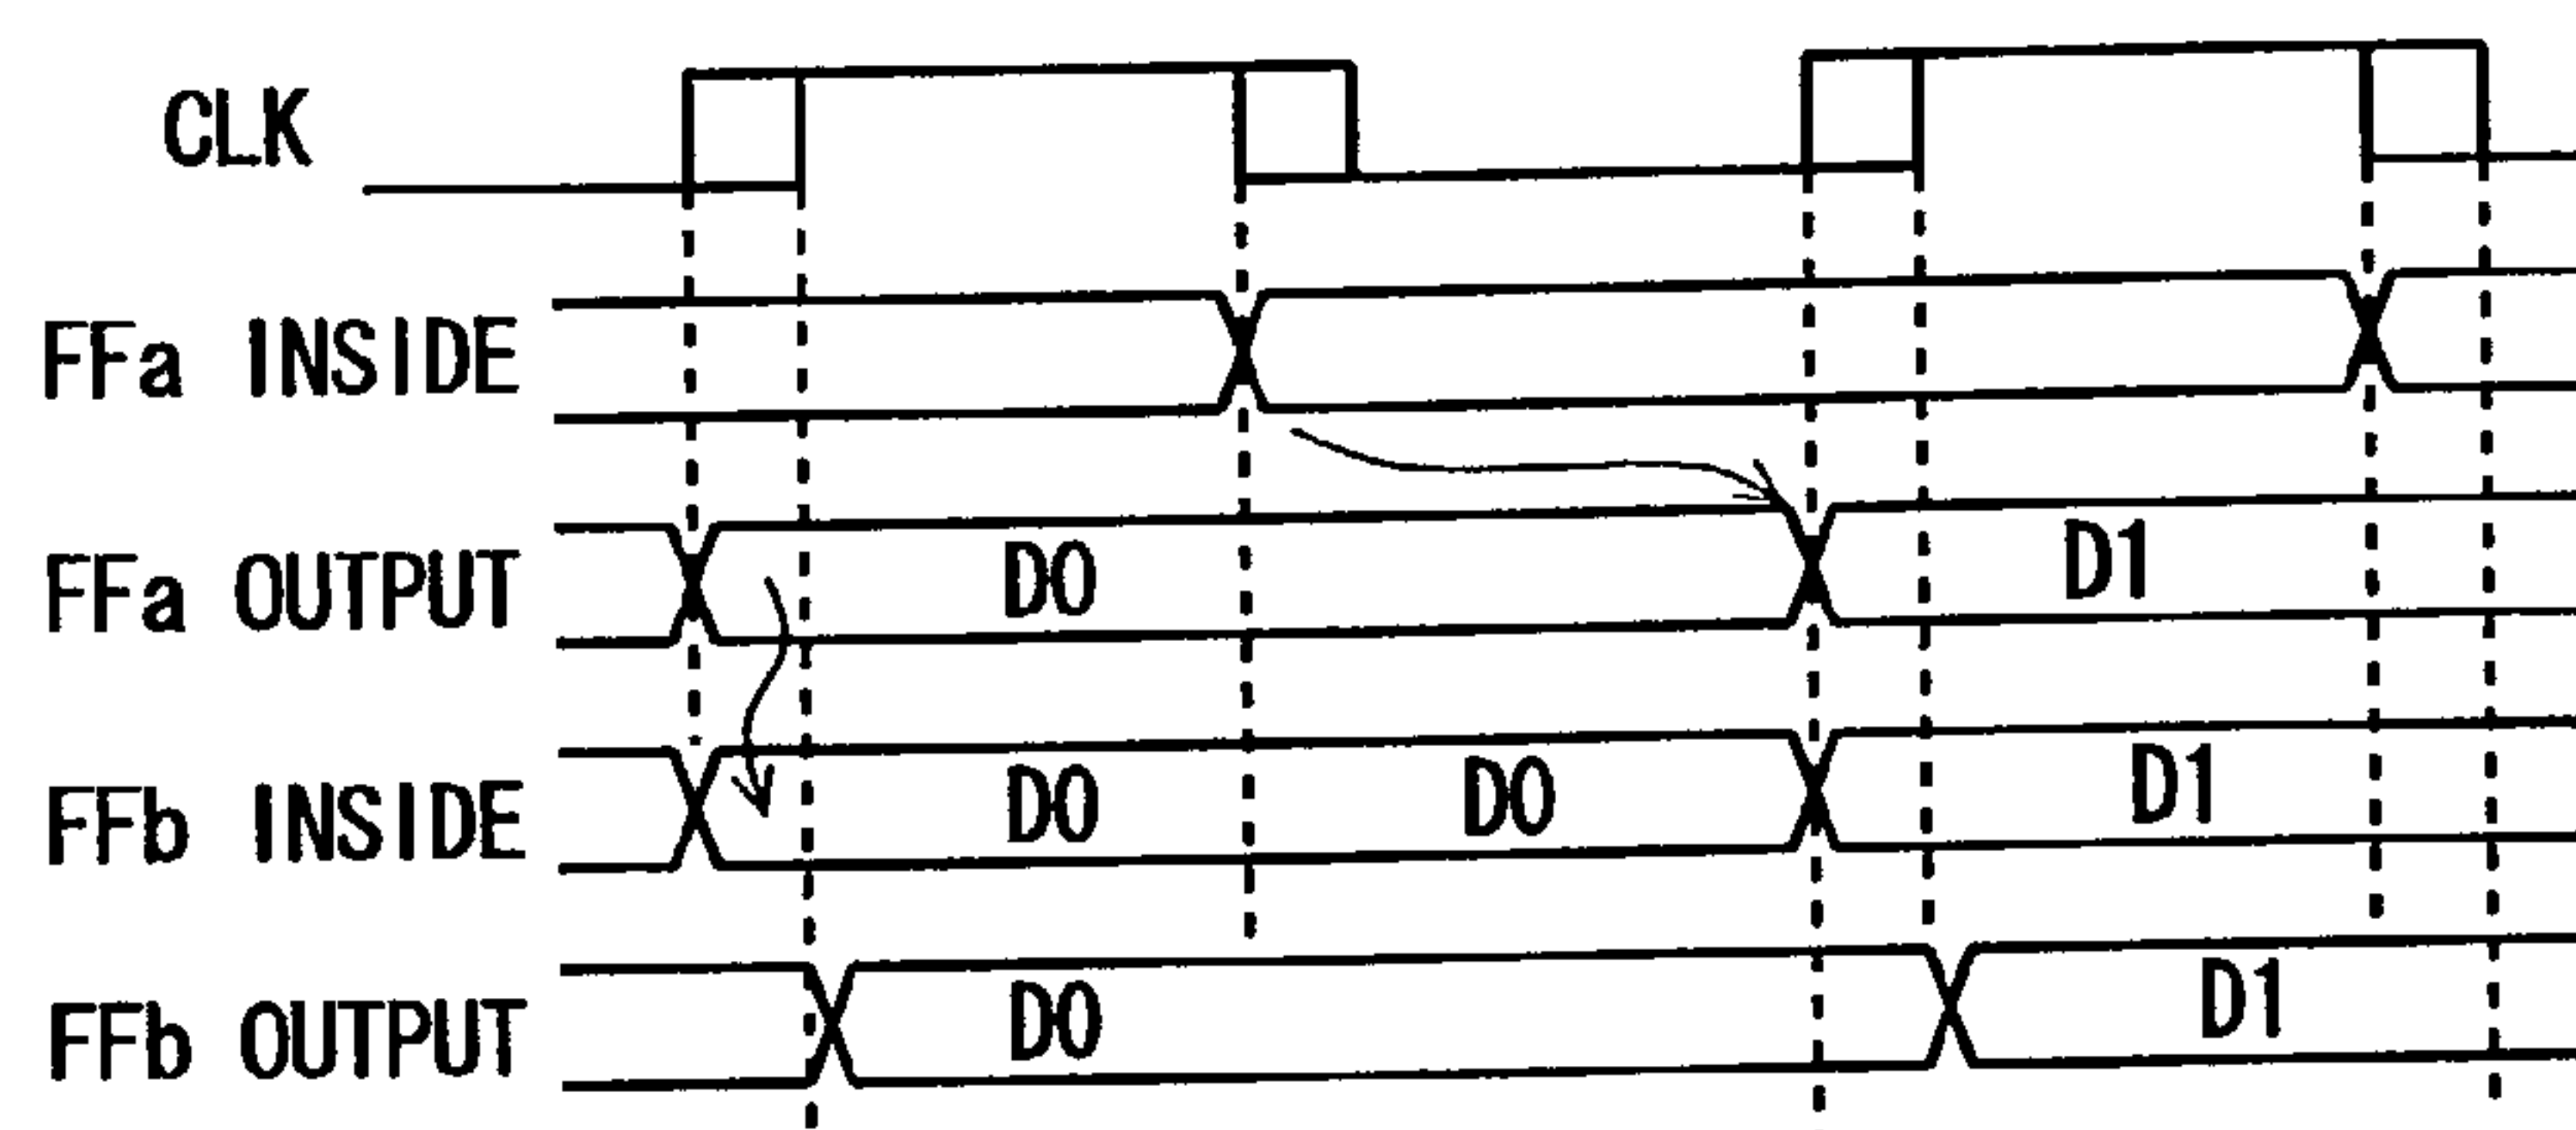 CLK
FFa INSIDE
FFa OUTPUT D0 D1
FFb INSIDE D0 D0 D1
FFb OUTPUT D0 D1